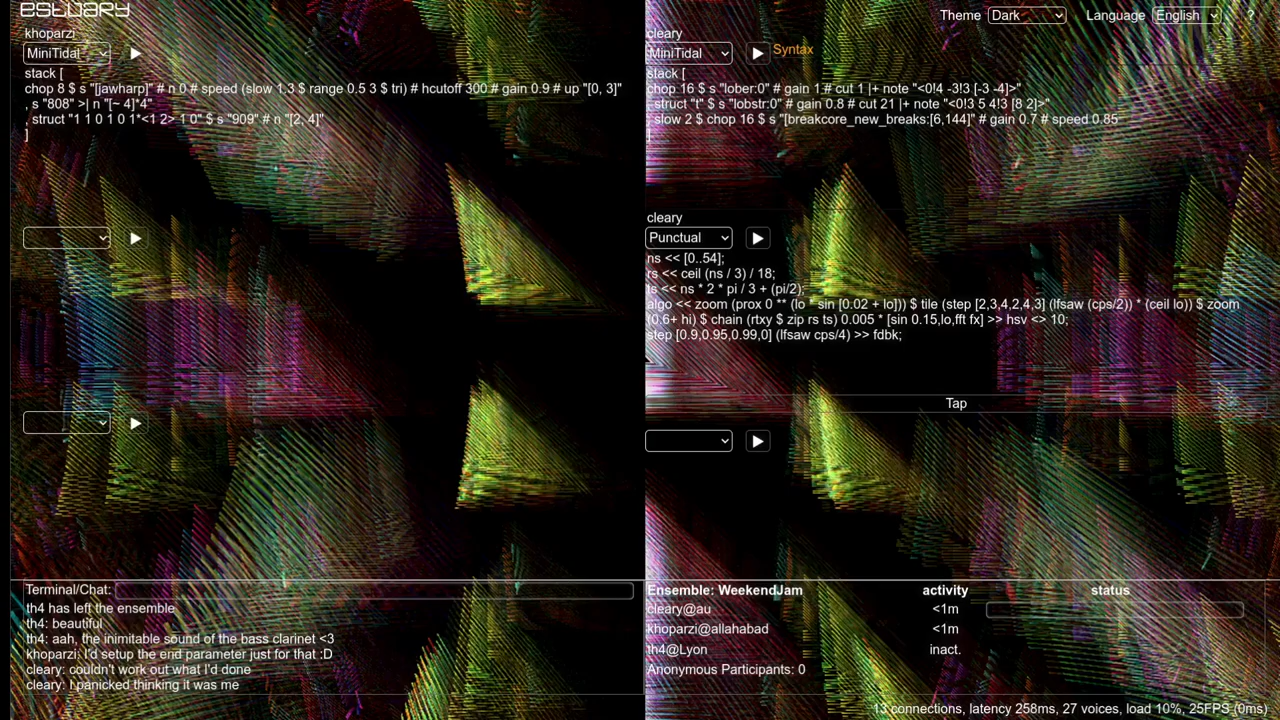 estuary
Theme Dark Language English ?
khoparzi
MiniTidal
stack [
chop 8 $ s "[jawharp]" # n 0 # speed (slow 1.3 $ range 0.5 3 $ tri) # hcutoff 300 # gain 0.9 # up "[0, 3]"
, s "808" >| n "[~ 4]*4"
, struct "1 1 0 1 0 1*<1 2> 1 0" $ s "909" # n "[2, 4]"
]
cleary
MiniTidal Syntax
stack [
chop 16 $ s "lober:0" # gain 1 # cut 1 |+ note "<0!4 -3!3 [-3 -4]>"
, struct "t" $ s "lobstr:0" # gain 0.8 # cut 21 |+ note "<0!3 5 4!3 [8 2]>"
, slow 2 $ chop 16 $ s "[breakcore_new_breaks:[6,144]" # gain 0.7 # speed 0.85
]
cleary
Punctual
ns << [0..54];
rs << ceil (ns / 3) / 18;
ts << ns * 2 * pi / 3 + (pi/2);
algo << zoom (prox 0 ** (lo * sin [0.02 + lo])) $ tile (step [2,3,4,2,4,3] (lfsaw (cps/2)) * (ceil lo)) $ zoom
(0.6+ hi) $ chain (rtxy $ zip rs ts) 0.005 * [sin 0.15,lo,fft fx] >> hsv <> 10;
step [0.9,0.95,0.99,0] (lfsaw cps/4) >> fdbk;
Tap
Terminal/Chat:
th4 has left the ensemble
th4: beautiful
th4: aah, the inimitable sound of the bass clarinet <3
khoparzi: I'd setup the end parameter just for that ;D
cleary: couldn't work out what I'd done
cleary: I panicked thinking it was me
Ensemble: WeekendJam activity status
cleary@au <1m
khoparzi@allahabad <1m
th4@Lyon inact.
Anonymous Participants: 0
13 connections, latency 258ms, 27 voices, load 10%, 25FPS (0ms)